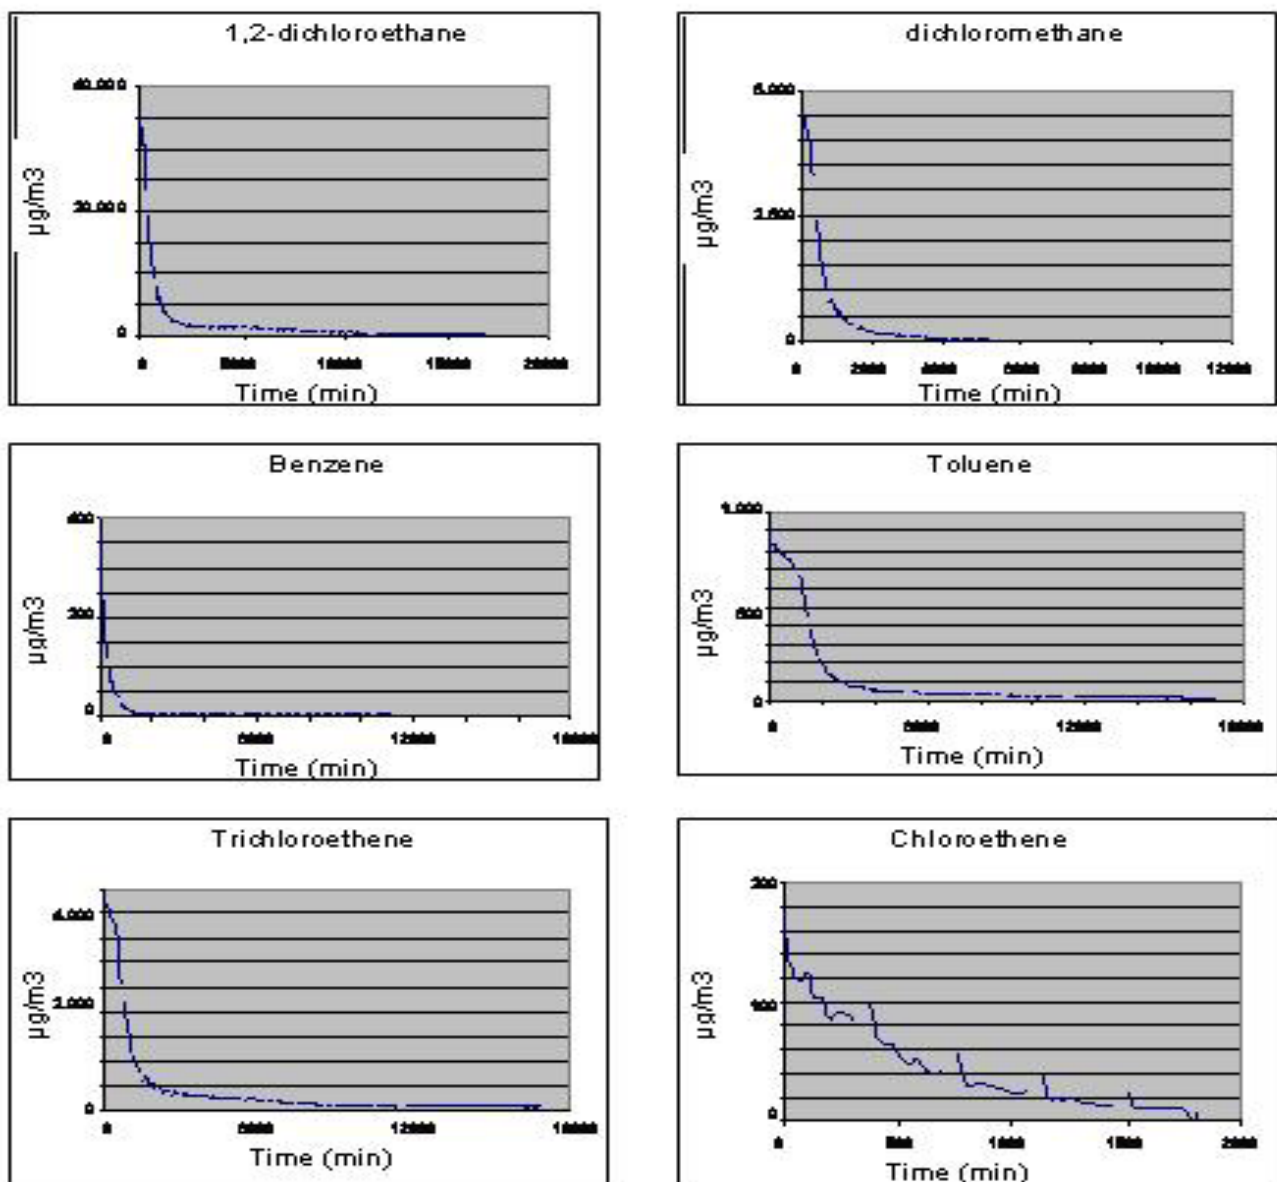 1,2-dichloroethane
40.000
µg/m3
20.000
0
0 5000 10000 15000 20000
Time (min)
dichloromethane
5.000
µg/m3
2.500
0
0 2000 4000 6000 8000 10000 12000
Time (min)
Benzene
400
µg/m3
200
0
0 6000 12000 18000
Time (min)
Toluene
1.000
µg/m3
500
0
0 6000 12000 18000
Time (min)
Trichloroethene
4.000
µg/m3
2.000
0
0 6000 12000 18000
Time (min)
Chloroethene
200
µg/m3
100
0
0 500 1000 1500 2000
Time (min)